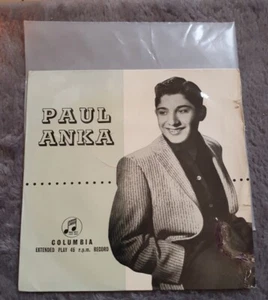 PAUL
ANKA
COLUMBIA
EXTENDED PLAY 45 r.p.m. RECORD